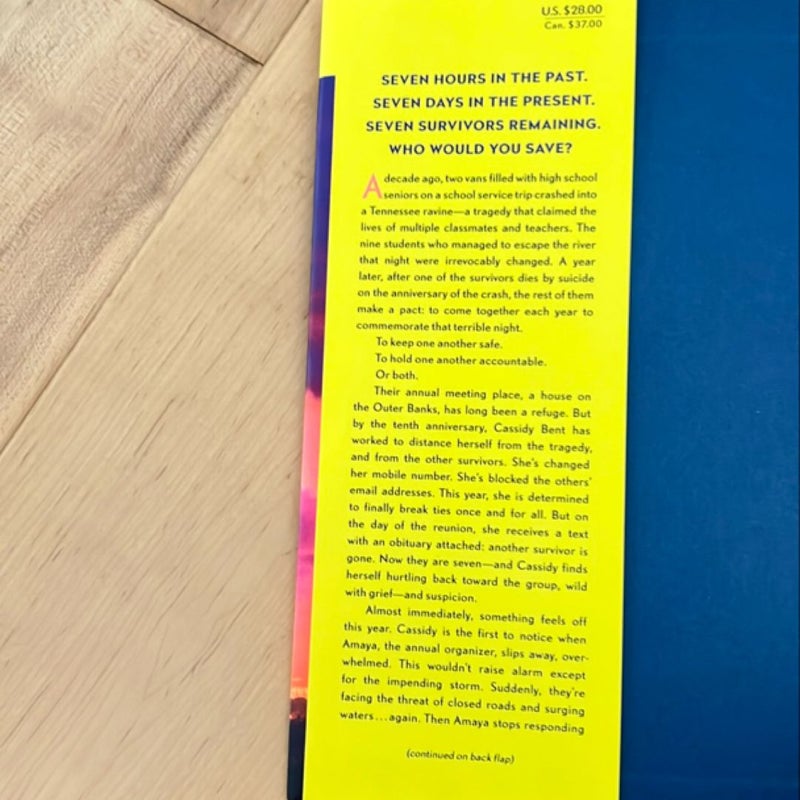 U.S. $28.00
Can. $37.00
SEVEN HOURS IN THE PAST.
SEVEN DAYS IN THE PRESENT.
SEVEN SURVIVORS REMAINING.
WHO WOULD YOU SAVE?
A decade ago, two vans filled with high school
seniors on a school service trip crashed into
a Tennessee ravine—a tragedy that claimed the
lives of multiple classmates and teachers. The
nine students who managed to escape the river
that night were irrevocably changed. A year
later, after one of the survivors dies by suicide
on the anniversary of the crash, the rest of them
make a pact: to come together each year to
commemorate that terrible night.
To keep one another safe.
To hold one another accountable.
Or both.
Their annual meeting place, a house on
the Outer Banks, has long been a refuge. But
by the tenth anniversary, Cassidy Bent has
worked to distance herself from the tragedy,
and from the other survivors. She's changed
her mobile number. She's blocked the others'
email addresses. This year, she is determined
to finally break ties once and for all. But on
the day of the reunion, she receives a text
with an obituary attached: another survivor is
gone. Now they are seven—and Cassidy finds
herself hurtling back toward the group, wild
with grief—and suspicion.
Almost immediately, something feels off
this year. Cassidy is the first to notice when
Amaya, the annual organizer, slips away, over-
whelmed. This wouldn't raise alarm except
for the impending storm. Suddenly, they're
facing the threat of closed roads and surging
waters...again. Then Amaya stops responding
(continued on back flap)